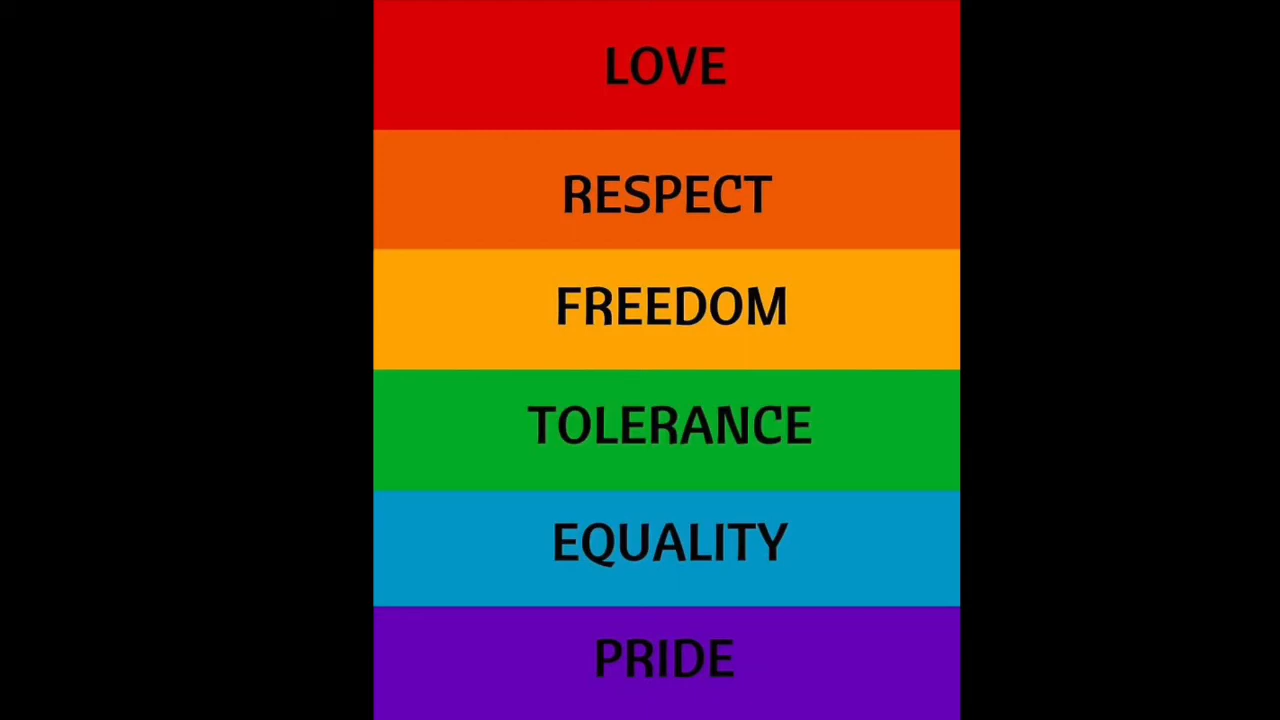 LOVE
RESPECT
FREEDOM
TOLERANCE
EQUALITY
PRIDE